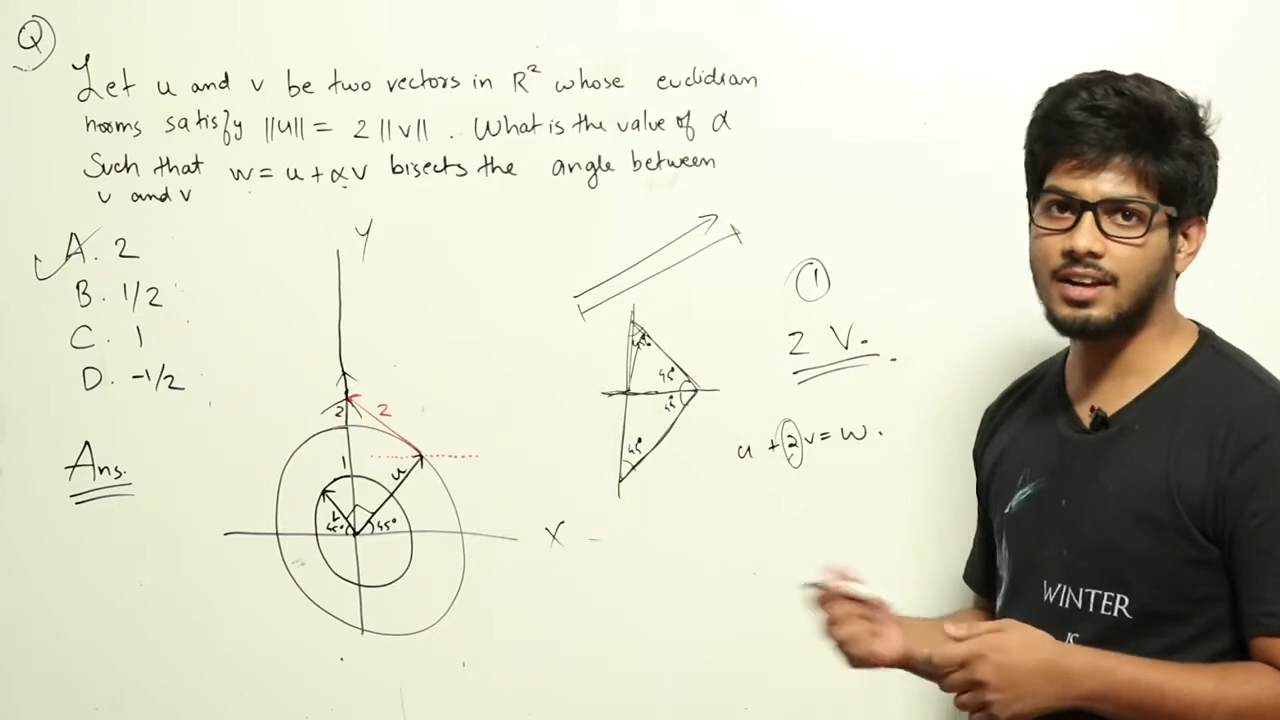 Q
Let u and v be two vectors in R² whose euclidian
norms satisfy ||u|| = 2 ||v|| . What is the value of α
Such that w = u + αv bisects the angle between
u and v
A. 2
B. 1/2
C. 1
D. -1/2
Ans.
Y
2
2
1
u
45°
45°
X
45°
45°
45°
1
2 V.
u + 2v = w.
WINTER
IS